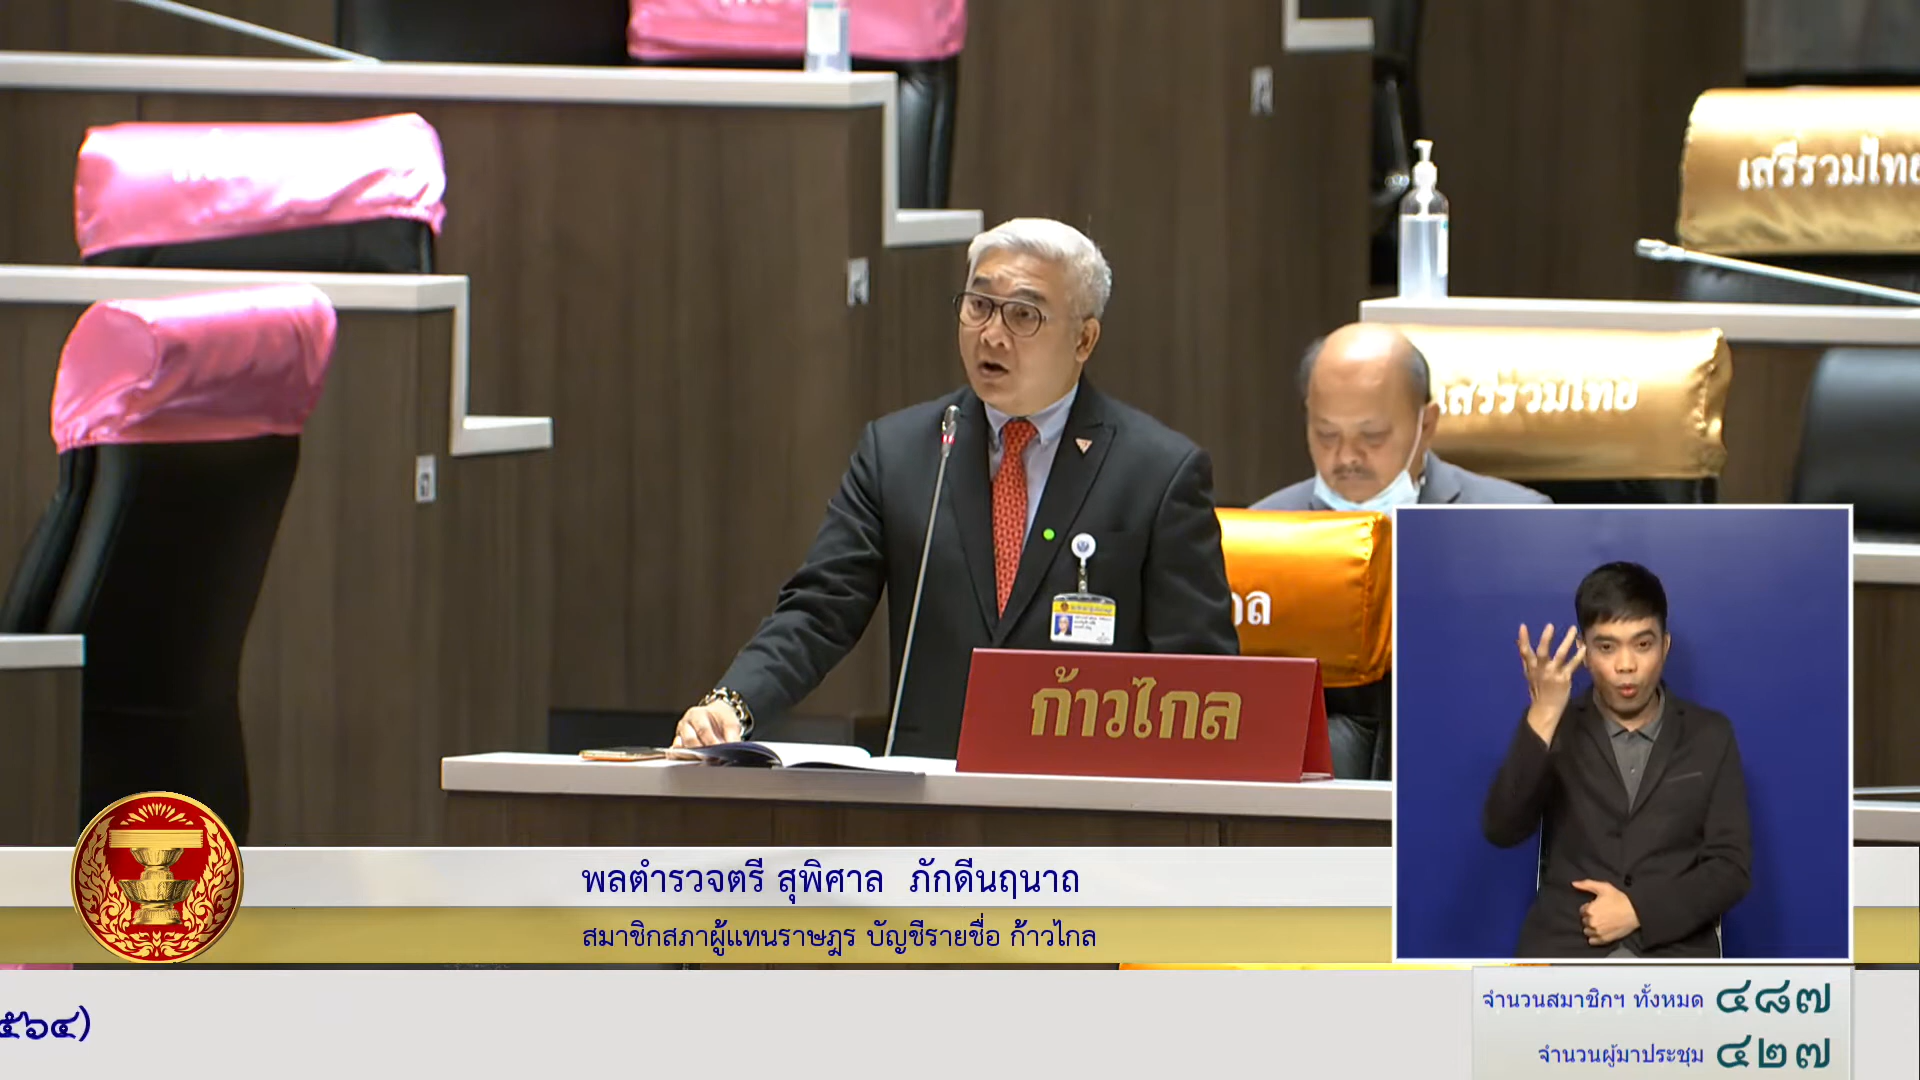 เสรีรวมไทย
เสรีรวมไทย
กล
ก้าวไกล
พลตำรวจตรี สุพิศาล ภักดีนฤนาถ
สมาชิกสภาผู้แทนราษฎร บัญชีรายชื่อ ก้าวไกล
๕๖๔)
จำนวนสมาชิกฯ ทั้งหมด ๔๘๗
จำนวนผู้มาประชุม ๔๒๗